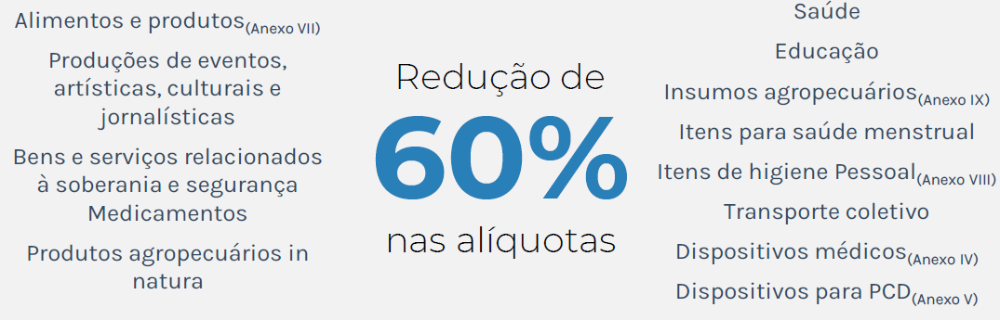 Alimentos e produtos(Anexo VII)
Produções de eventos,
artísticas, culturais e
jornalísticas
Bens e serviços relacionados
à soberania e segurança
Medicamentos
Produtos agropecuários in
natura
Redução de
60%
nas alíquotas
Saúde
Educação
Insumos agropecuários(Anexo IX)
Itens para saúde menstrual
Itens de higiene Pessoal(Anexo VIII)
Transporte coletivo
Dispositivos médicos(Anexo IV)
Dispositivos para PCD(Anexo V)